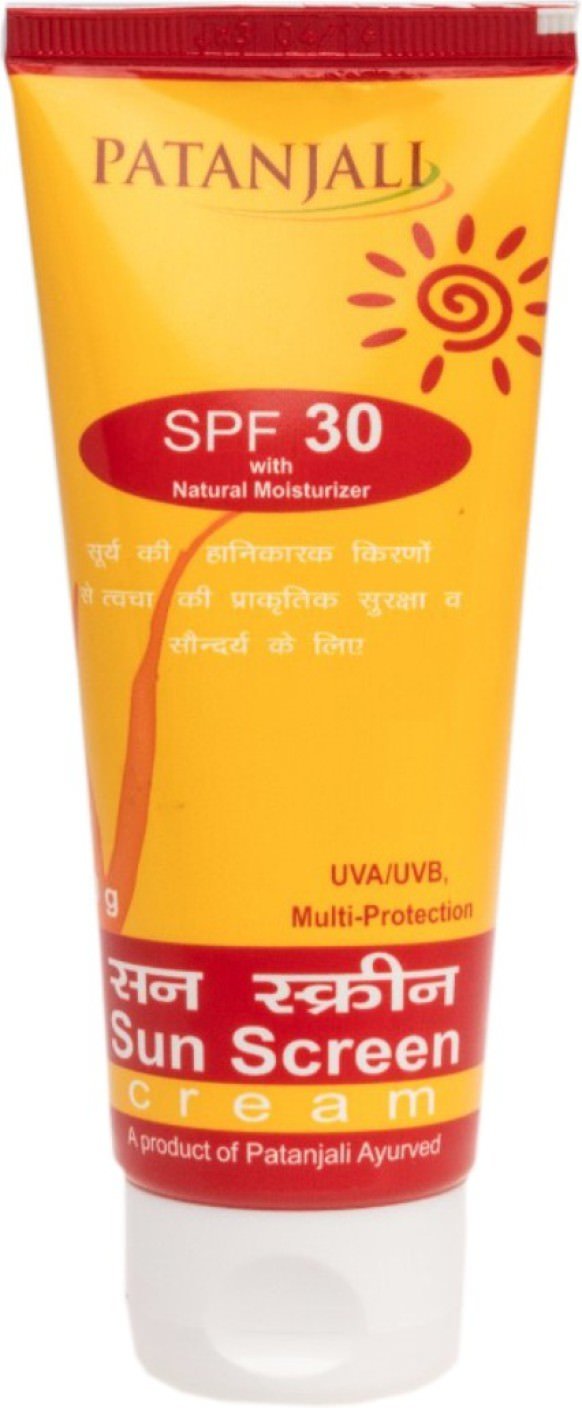 PATANJALI
SPF 30
with
Natural Moisturizer
सूर्य की हानिकारक किरणों
से त्वचा की प्राकृतिक सुरक्षा व
सौन्दर्य के लिए
UVA/UVB,
Multi-Protection
g
सन स्क्रीन
Sun Screen
cream
A product of Patanjali Ayurved